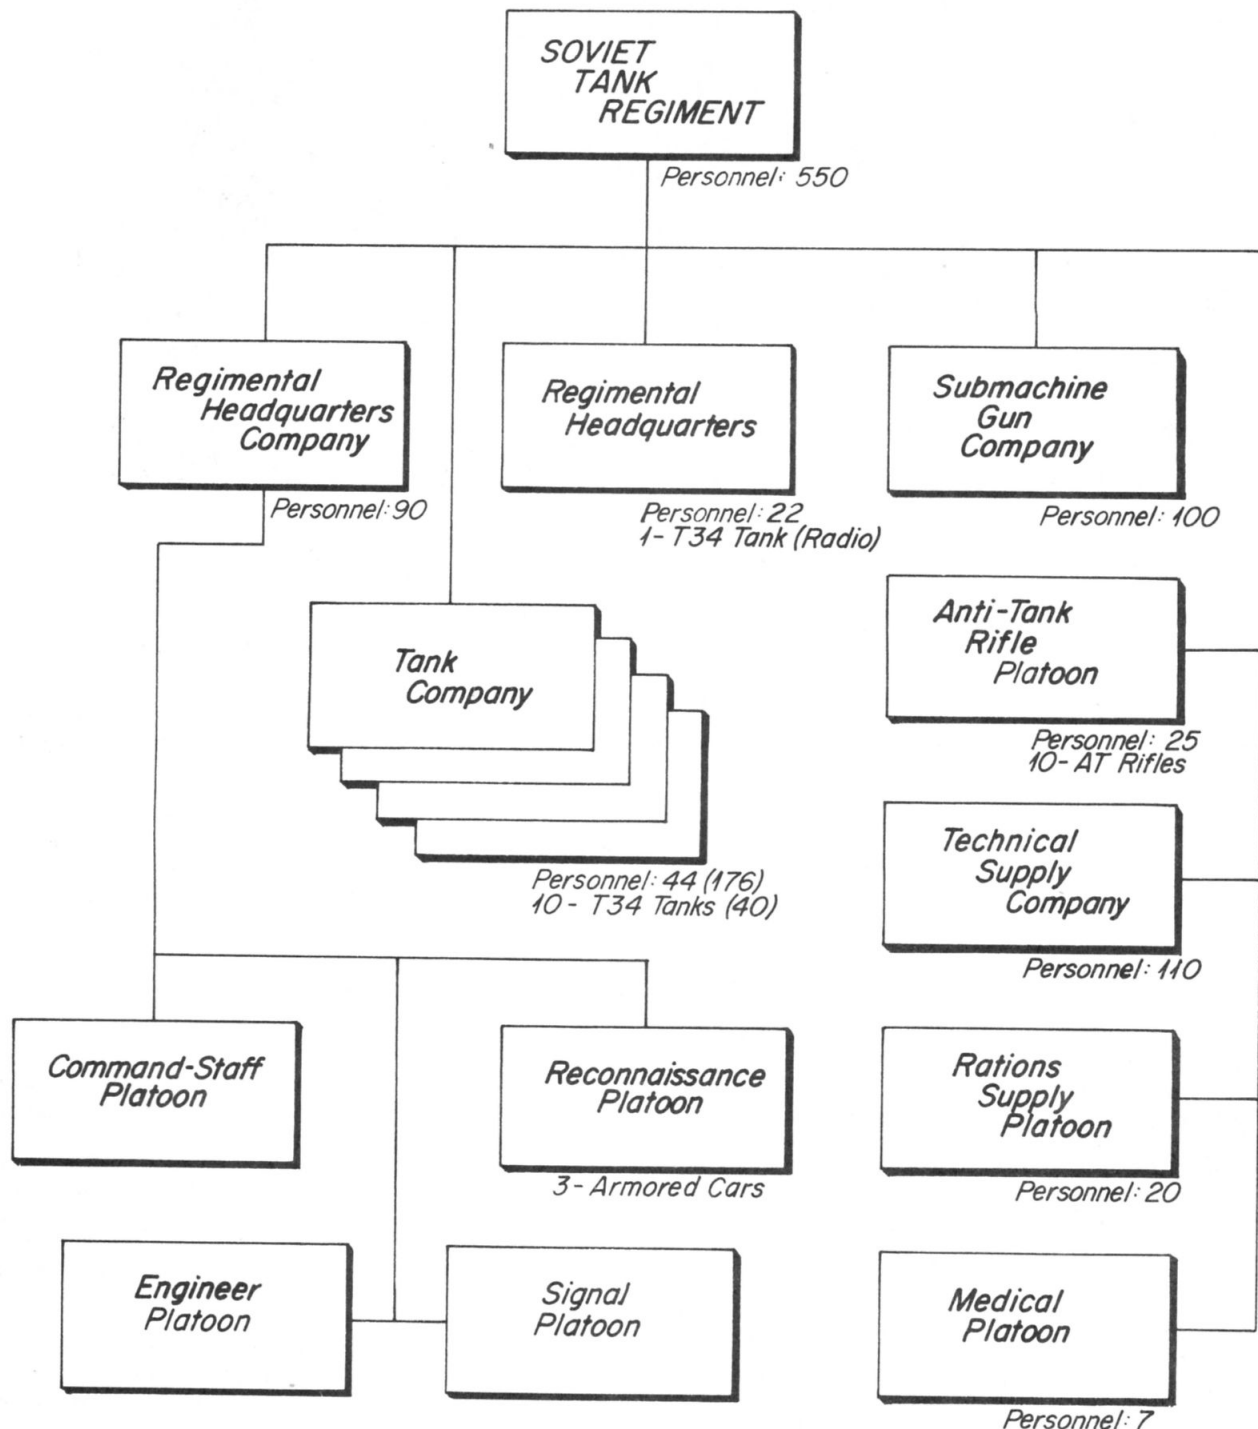 SOVIET
TANK
REGIMENT
Personnel: 550
Regimental
Headquarters
Company
Personnel: 90
Regimental
Headquarters
Personnel: 22
1- T34 Tank (Radio)
Submachine
Gun
Company
Personnel: 100
Tank
Company
Personnel: 44 (176)
10- T34 Tanks (40)
Anti-Tank
Rifle
Platoon
Personnel: 25
10- AT Rifles
Technical
Supply
Company
Personnel: 110
Command-Staff
Platoon
Reconnaissance
Platoon
3- Armored Cars
Rations
Supply
Platoon
Personnel: 20
Engineer
Platoon
Signal
Platoon
Medical
Platoon
Personnel: 7